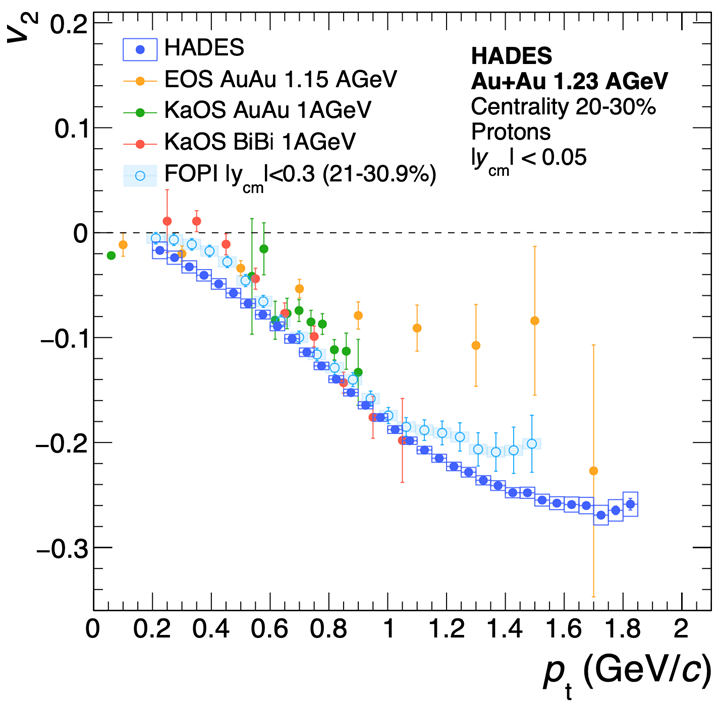 v2
0.2
0.1
0
−0.1
−0.2
−0.3
HADES
EOS AuAu 1.15 AGeV
KaOS AuAu 1AGeV
KaOS BiBi 1AGeV
FOPI |ycm|<0.3 (21-30.9%)
HADES
Au+Au 1.23 AGeV
Centrality 20-30%
Protons
|ycm| < 0.05
0 0.2 0.4 0.6 0.8 1 1.2 1.4 1.6 1.8 2
pt (GeV/c)